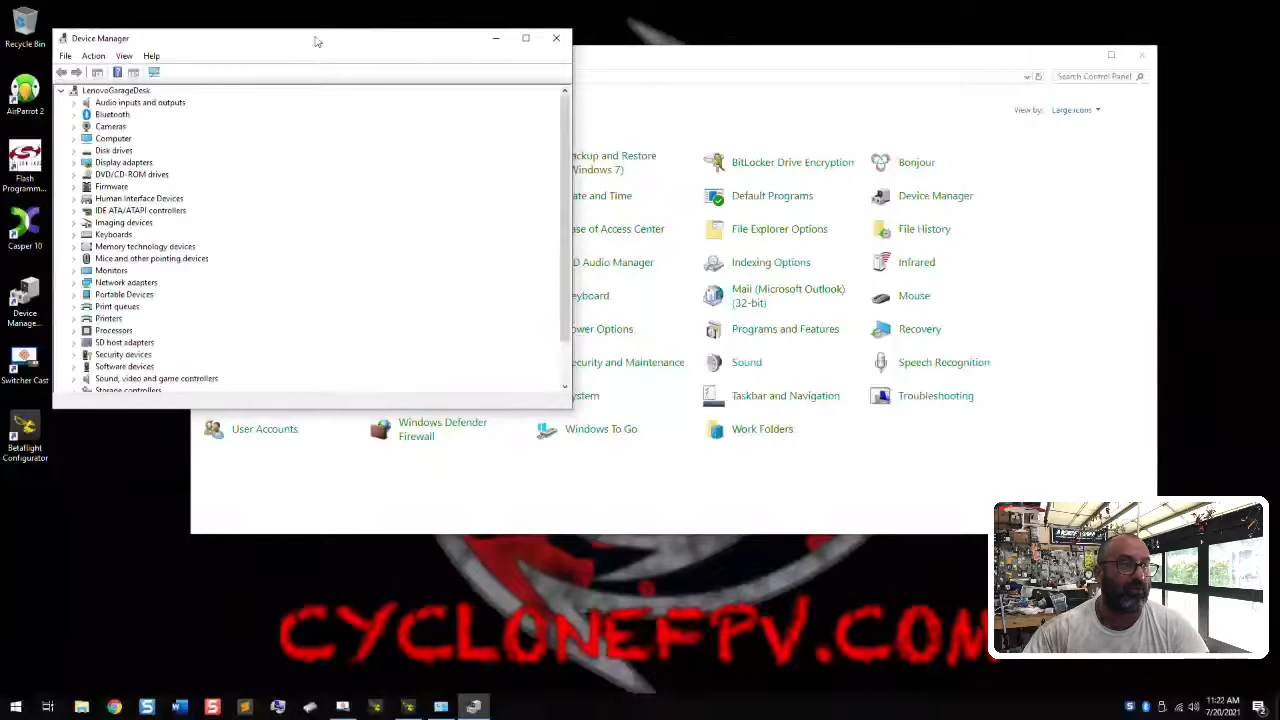 Recycle Bin
AirParrot 2
Flash
Programm...
Casper 10
Device
Manage...
Switcher Cast
Betaflight
Configurator
Device Manager
File Action View Help
LenovoGarageDesk
Audio inputs and outputs
Bluetooth
Cameras
Computer
Disk drives
Display adapters
DVD/CD-ROM drives
Firmware
Human Interface Devices
IDE ATA/ATAPI controllers
Imaging devices
Keyboards
Memory technology devices
Mice and other pointing devices
Monitors
Network adapters
Portable Devices
Print queues
Printers
Processors
SD host adapters
Security devices
Software devices
Sound, video and game controllers
Storage controllers
Search Control Panel
View by: Large icons
ackup and Restore
Windows 7)
BitLocker Drive Encryption
Bonjour
ate and Time
Default Programs
Device Manager
ase of Access Center
File Explorer Options
File History
D Audio Manager
Indexing Options
Infrared
eyboard
Mail (Microsoft Outlook)
(32-bit)
Mouse
ower Options
Programs and Features
Recovery
ecurity and Maintenance
Sound
Speech Recognition
ystem
Taskbar and Navigation
Troubleshooting
User Accounts
Windows Defender
Firewall
Windows To Go
Work Folders
CYCLONEFPV.COM
11:22 AM
7/20/2021